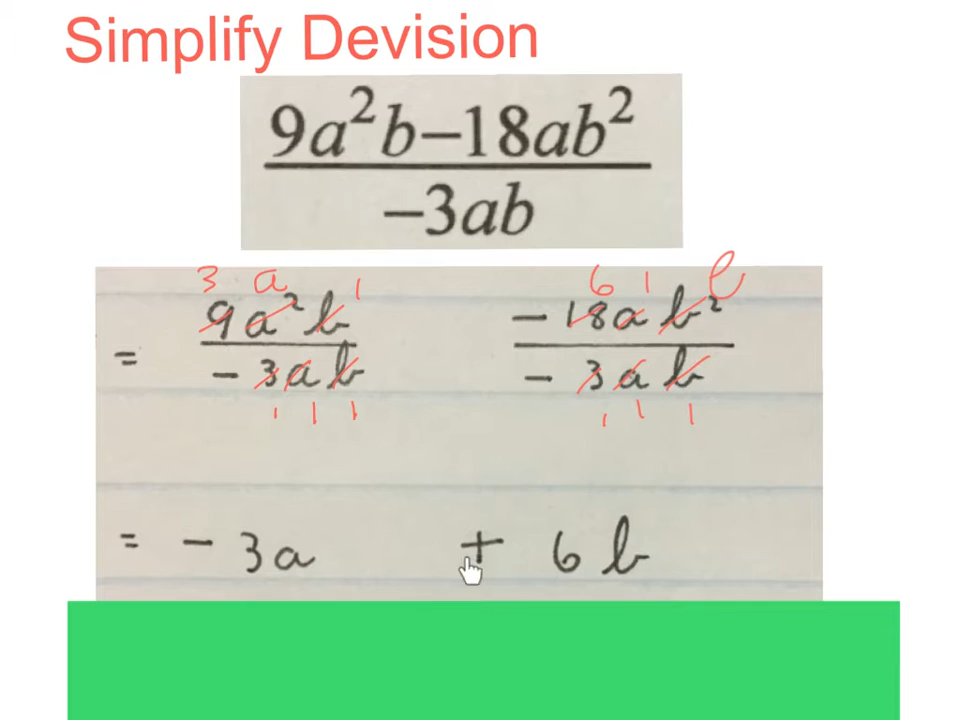 Simplify Devision
9a²b–18ab²
–3ab
3 a 1 6 1 b
9a²b – 18ab²
=
– 3ab – 3ab
1 1 1 1 1 1
= – 3a + 6b